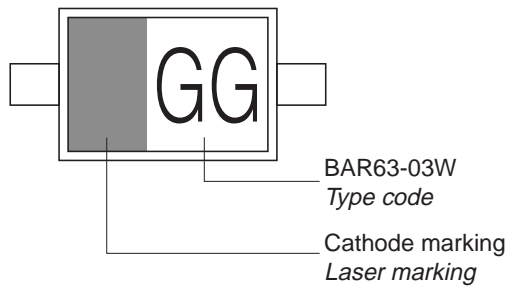 GG
BAR63-03W
Type code
Cathode marking
Laser marking